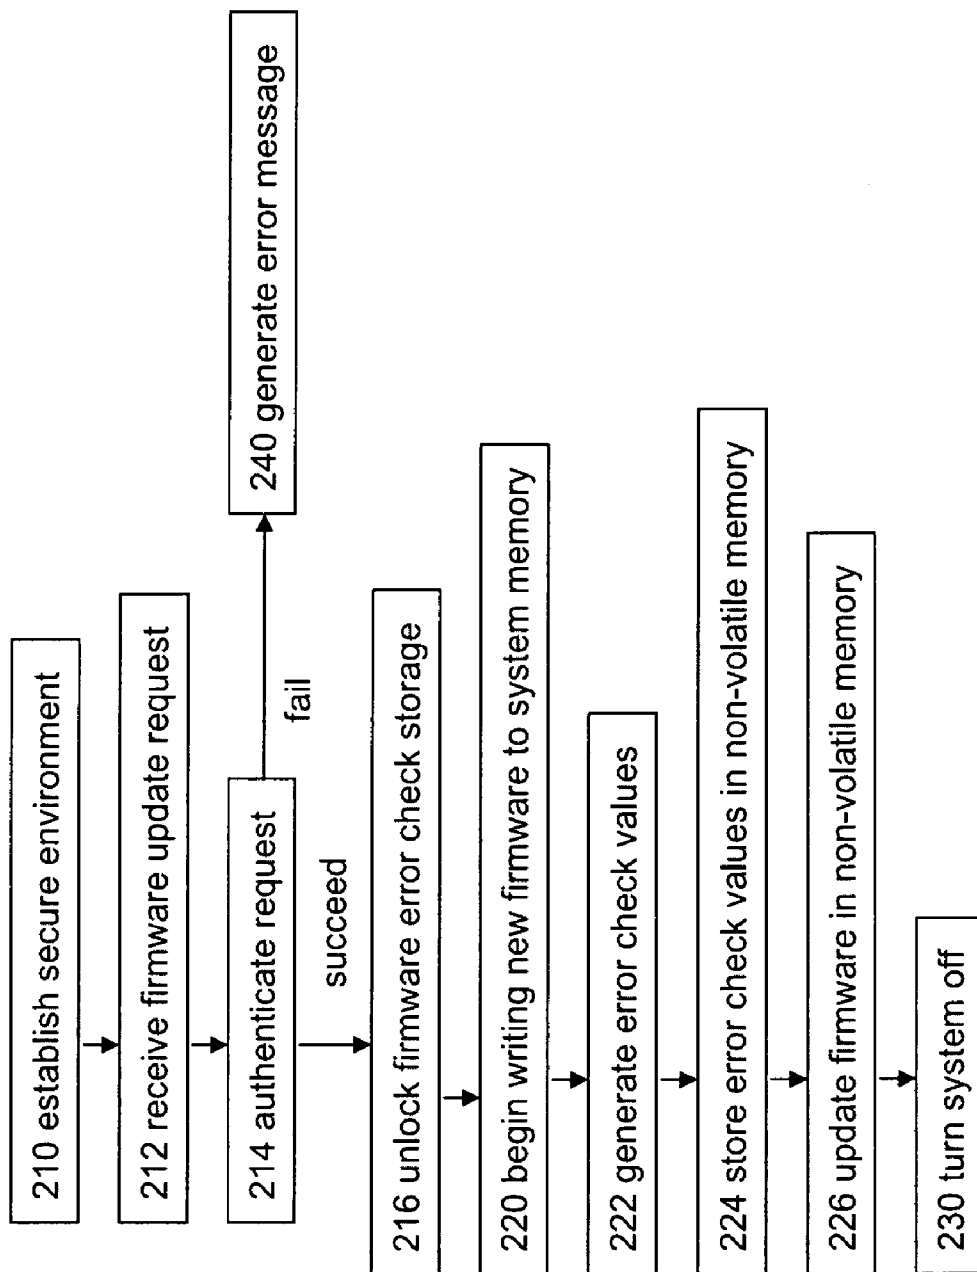 210 establish secure environment
212 receive firmware update request
214 authenticate request
fail
240 generate error message
succeed
216 unlock firmware error check storage
220 begin writing new firmware to system memory
222 generate error check values
224 store error check values in non-volatile memory
226 update firmware in non-volatile memory
230 turn system off